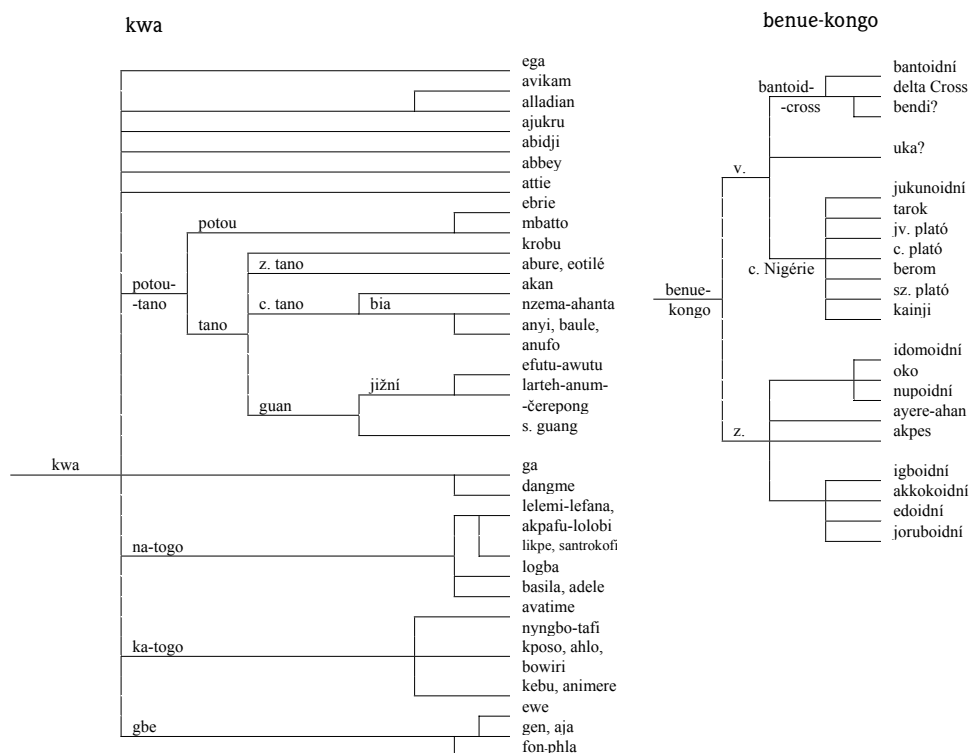 kwa
ega
avikam
alladian
ajukru
abidji
abbey
attie
ebrie
potou
mbatto
krobu
z. tano
abure, eotilé
akan
potou-
-tano
c. tano
bia
nzema-ahanta
tano
anyi, baule,
anufo
efutu-awutu
jižní
larteh-anum-
-čerepong
guan
s. guang
kwa
ga
dangme
lelemi-lefana,
akpafu-lolobi
na-togo
likpe, santrokofi
logba
basila, adele
avatime
nyngbo-tafi
ka-togo
kposo, ahlo,
bowiri
kebu, animere
ewe
gbe
gen, aja
fon-phla
benue-kongo
bantoidní
bantoid-
-cross
delta Cross
bendi?
uka?
v.
jukunoidní
tarok
jv. plató
c. plató
c. Nigérie
berom
benue-
kongo
sz. plató
kainji
idomoidní
oko
nupoidní
ayere-ahan
z.
akpes
igboidní
akkokoidní
edoidní
joruboidní